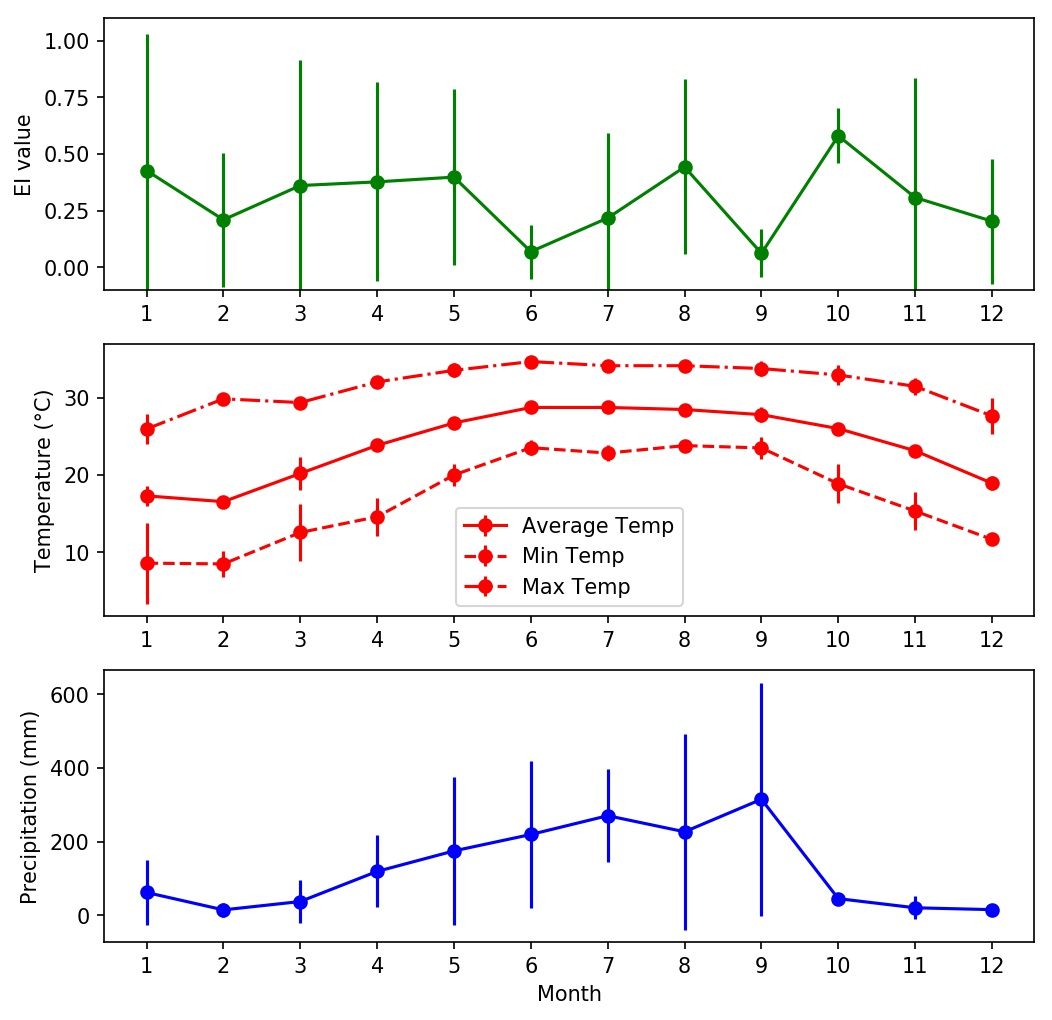 1.00
0.75
0.50
0.25
0.00
EI value
1 2 3 4 5 6 7 8 9 10 11 12
30
20
10
Temperature (°C)
Average Temp
Min Temp
Max Temp
1 2 3 4 5 6 7 8 9 10 11 12
600
400
200
0
Precipitation (mm)
1 2 3 4 5 6 7 8 9 10 11 12
Month